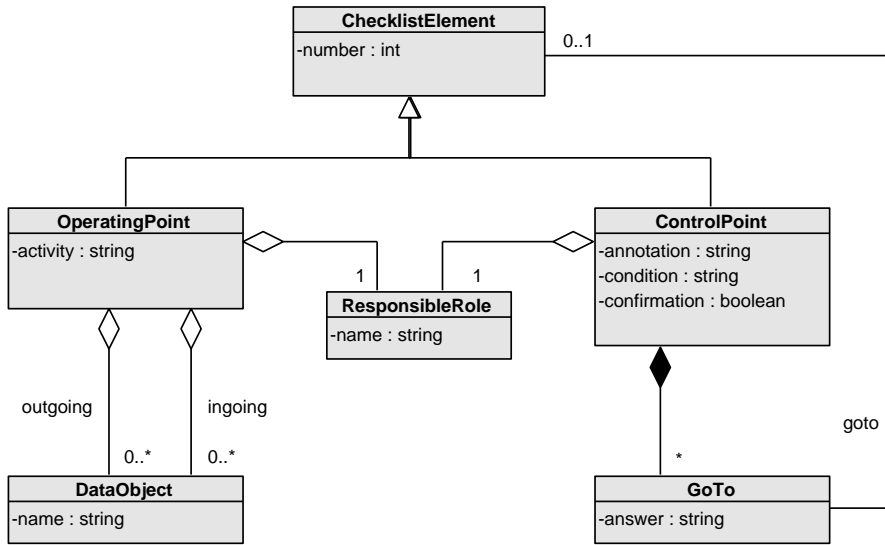 ChecklistElement
-number : int
0..1
OperatingPoint
-activity : string
ControlPoint
-annotation : string
-condition : string
-confirmation : boolean
1
1
ResponsibleRole
-name : string
outgoing
ingoing
goto
0..*
0..*
*
DataObject
-name : string
GoTo
-answer : string